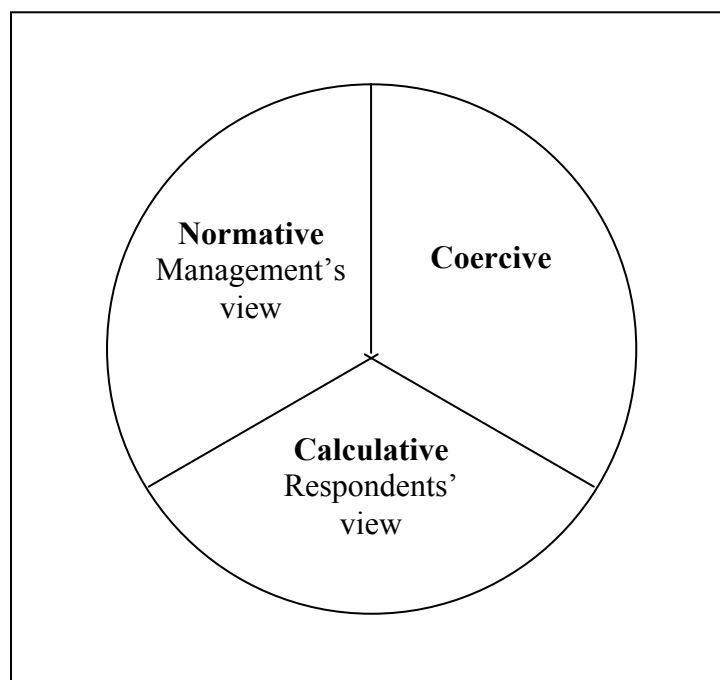 Normative
Management’s
view
Coercive
Calculative
Respondents’
view